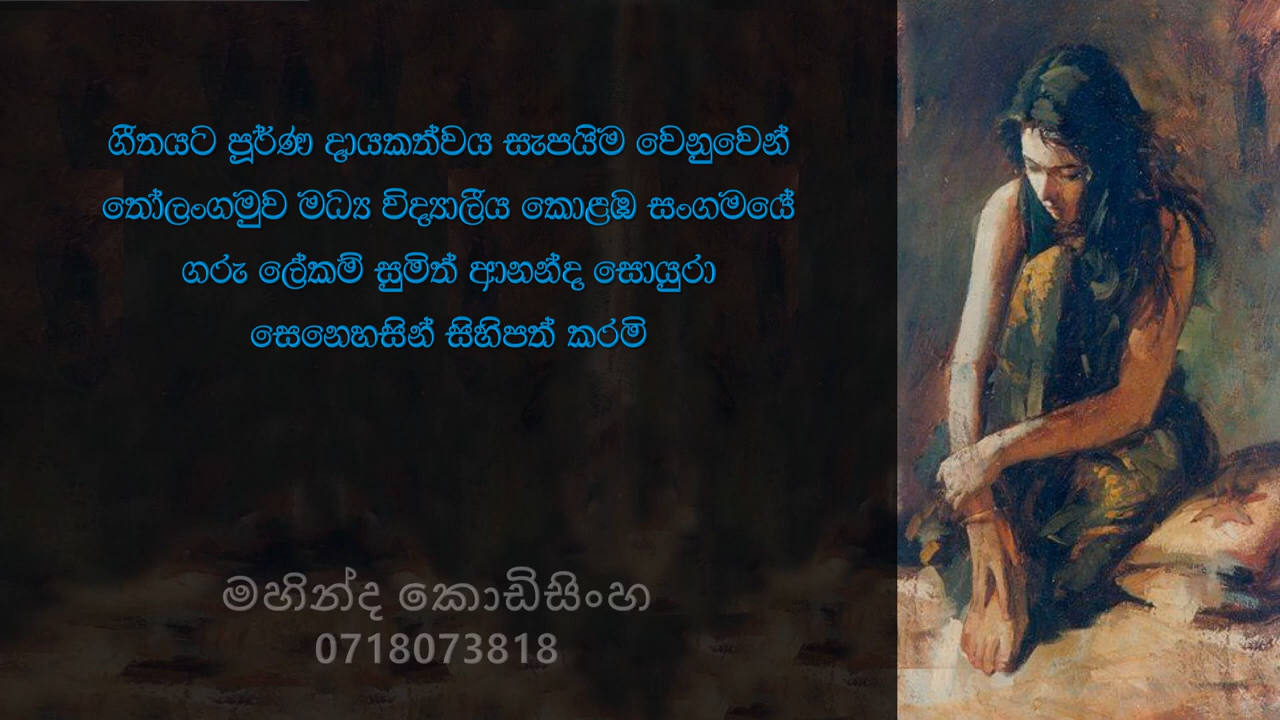 ගීතයට පූර්ණ දායකත්වය සැපයිම වෙනුවෙන්
තෝලංගමුව මධ්‍ය විද්‍යාලීය කොළඹ සංගමයේ
ගරු ලේකම් සුමිත් ආනන්ද සොයුරා
සෙනෙහසින් සිහිපත් කරමි
මහින්ද කොඩිසිංහ
0718073818